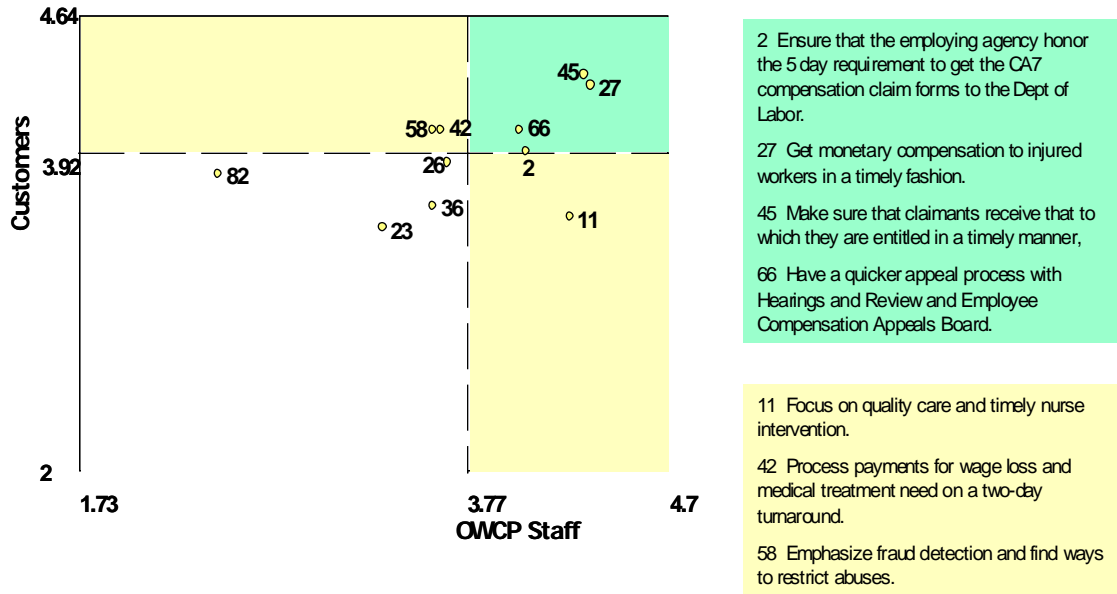 4.64
Customers
45
27
58
42
66
3.92
26
2
82
36
11
23
2
1.73
3.77
4.7
OWCP Staff
2 Ensure that the employing agency honor
the 5 day requirement to get the CA7
compensation claim forms to the Dept of
Labor.
27 Get monetary compensation to injured
workers in a timely fashion.
45 Make sure that claimants receive that to
which they are entitled in a timely manner,
66 Have a quicker appeal process with
Hearings and Review and Employee
Compensation Appeals Board.
11 Focus on quality care and timely nurse
intervention.
42 Process payments for wage loss and
medical treatment need on a two-day
turnaround.
58 Emphasize fraud detection and find ways
to restrict abuses.